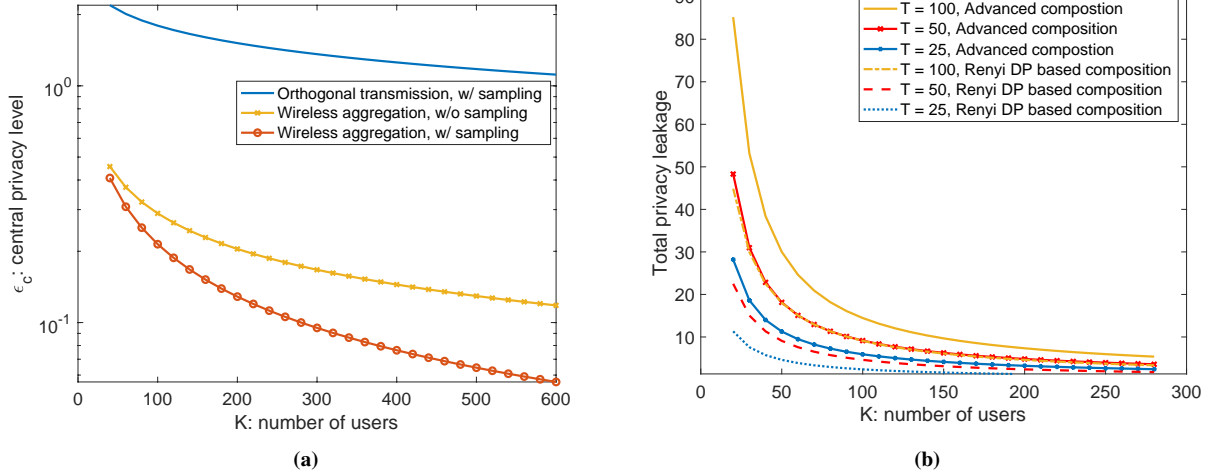 10^0
10^-1
ϵ_c: central privacy level
Orthogonal transmission, w/ sampling
Wireless aggregation, w/o sampling
Wireless aggregation, w/ sampling
0 100 200 300 400 500 600
K: number of users
(a)
T = 100, Advanced compostion
T = 50, Advanced composition
T = 25, Advanced compostion
T = 100, Renyi DP based composition
T = 50, Renyi DP based composition
T = 25, Renyi DP based composition
80
70
60
50
40
30
20
10
Total privacy leakage
0 50 100 150 200 250 300
K: number of users
(b)